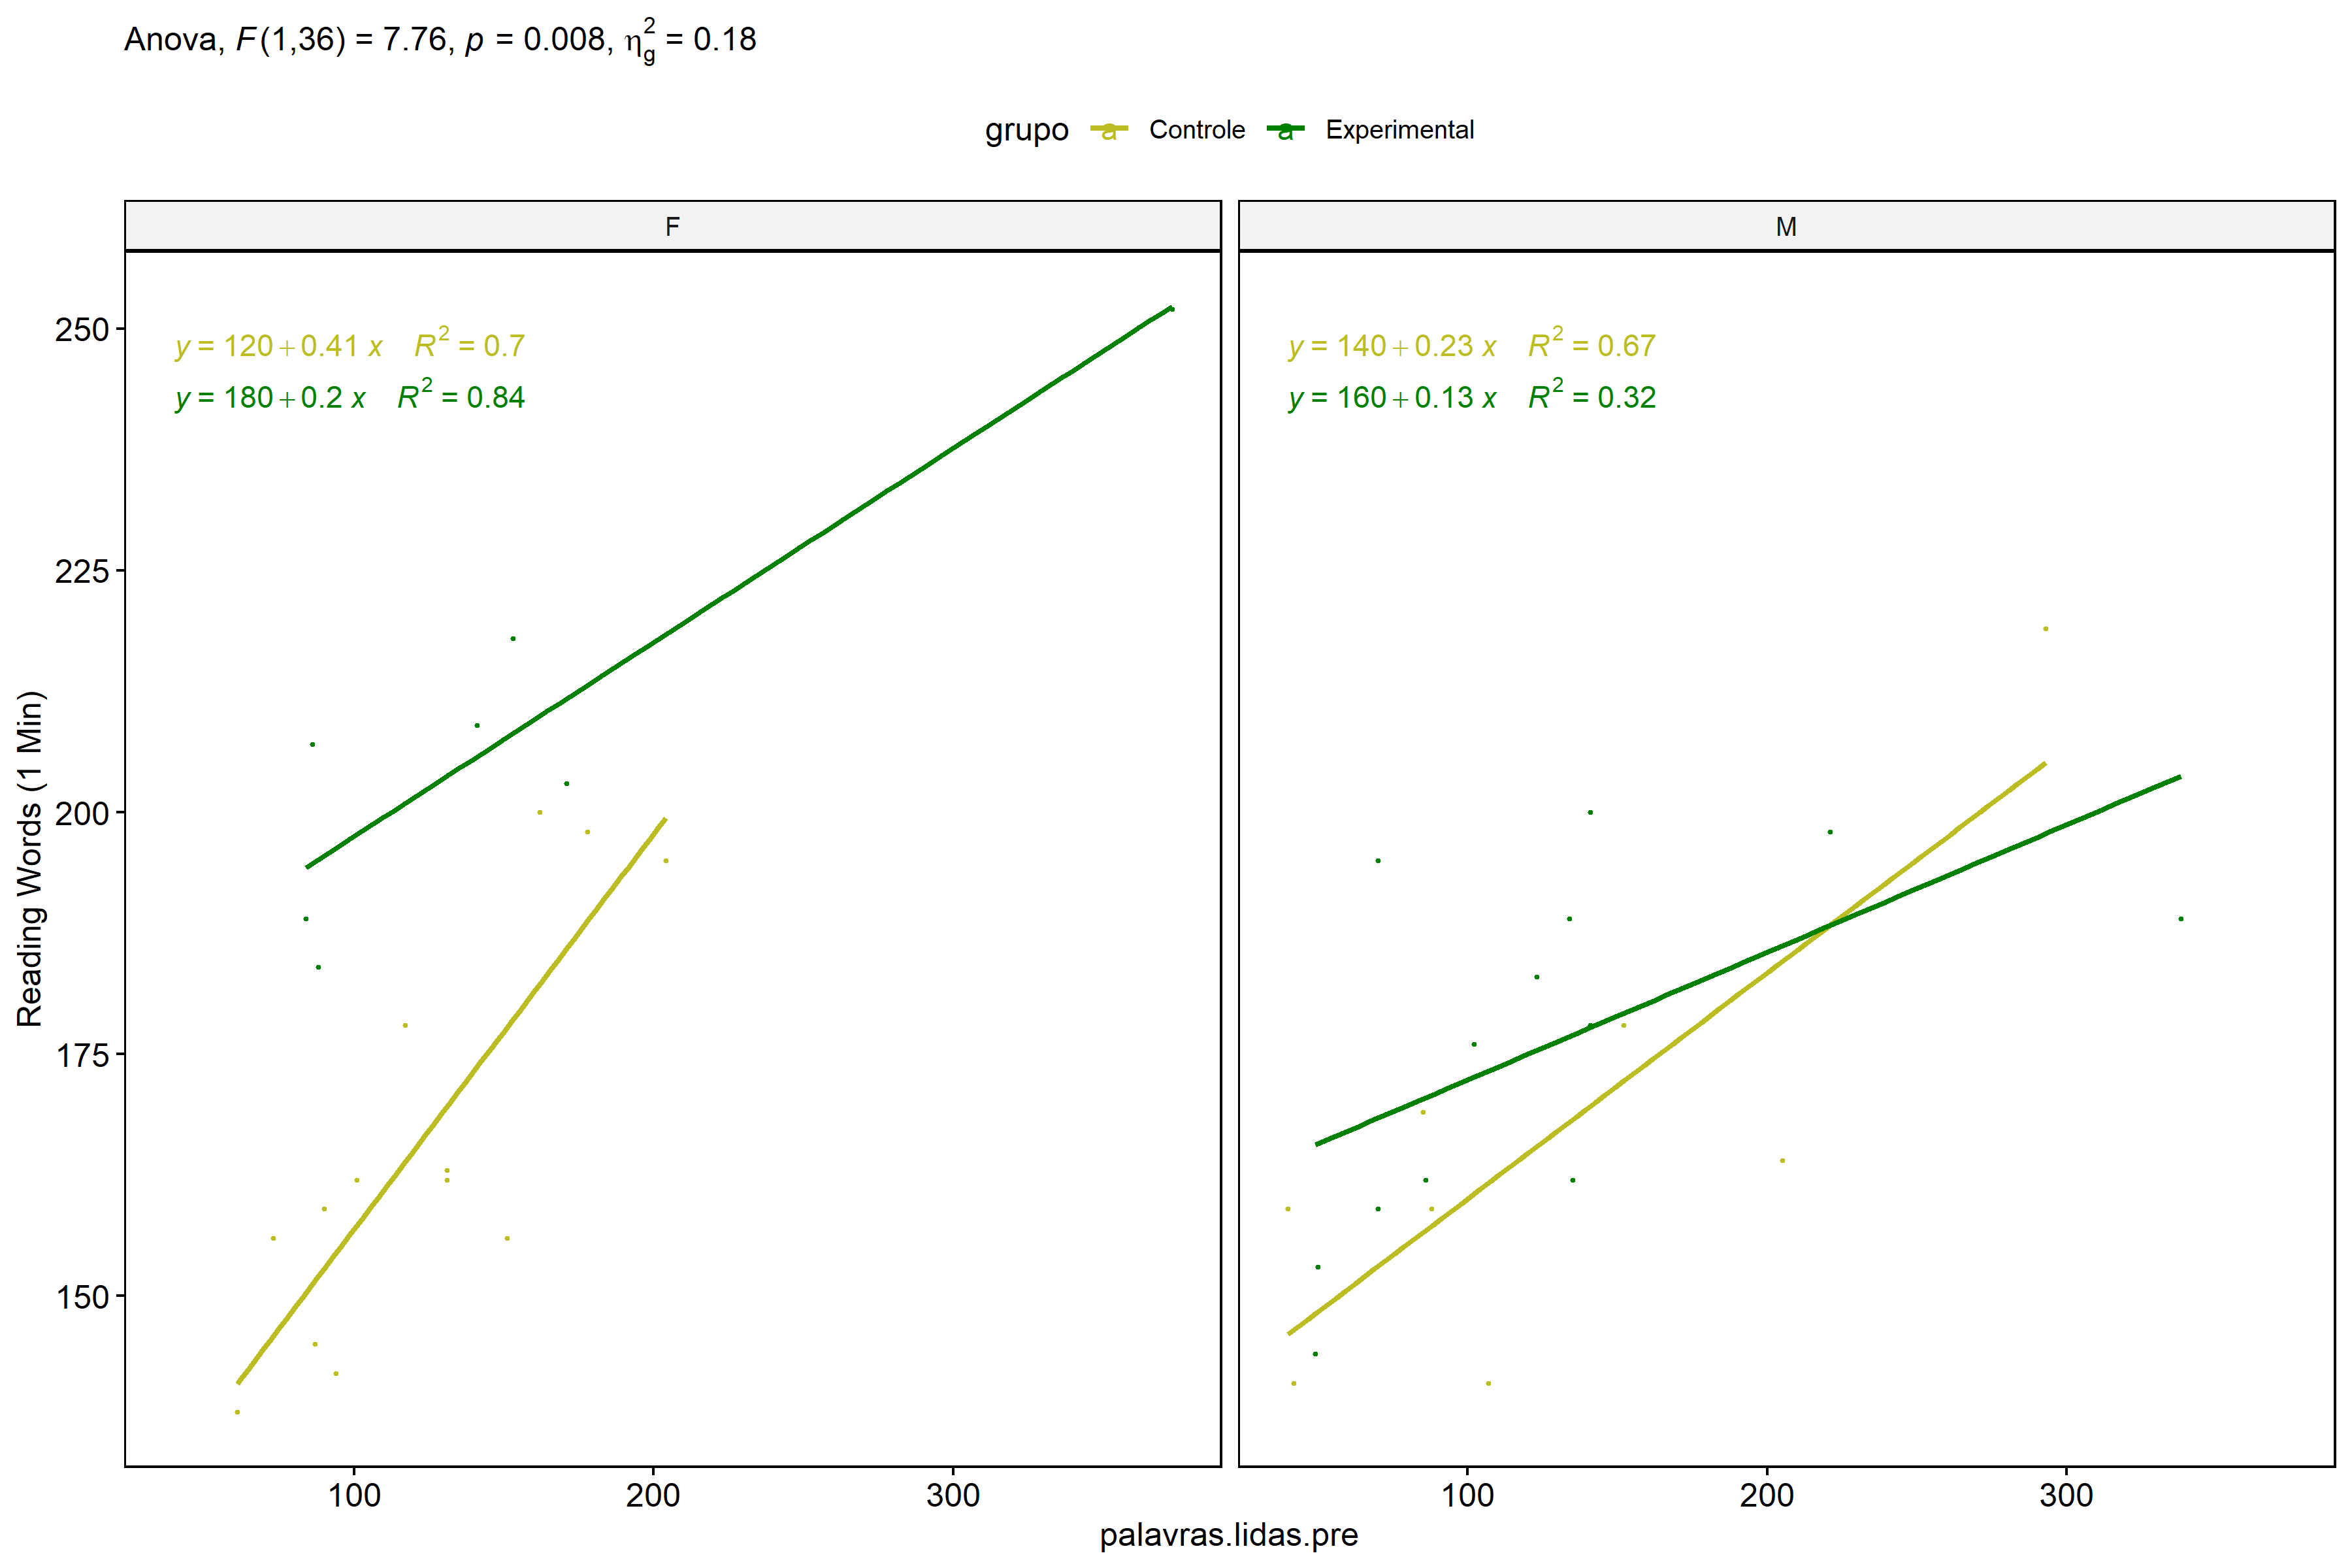 Anova, F(1,36) = 7.76, p = 0.008, η²g = 0.18
grupo a Controle a Experimental
F
M
y = 120 + 0.41 x R² = 0.7
y = 180 + 0.2 x R² = 0.84
y = 140 + 0.23 x R² = 0.67
y = 160 + 0.13 x R² = 0.32
Reading Words (1 Min)
250
225
200
175
150
100 200 300
100 200 300
palavras.lidas.pre